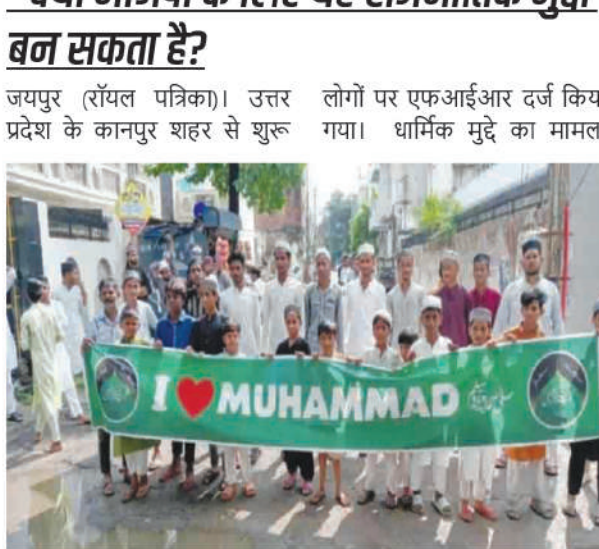 बन सकता है?
जयपुर (रॉयल पत्रिका)। उत्तर
प्रदेश के कानपुर शहर से शुरू
लोगों पर एफआईआर दर्ज किय
गया। धार्मिक मुद्दे का मामल
I ❤ MUHAMMAD